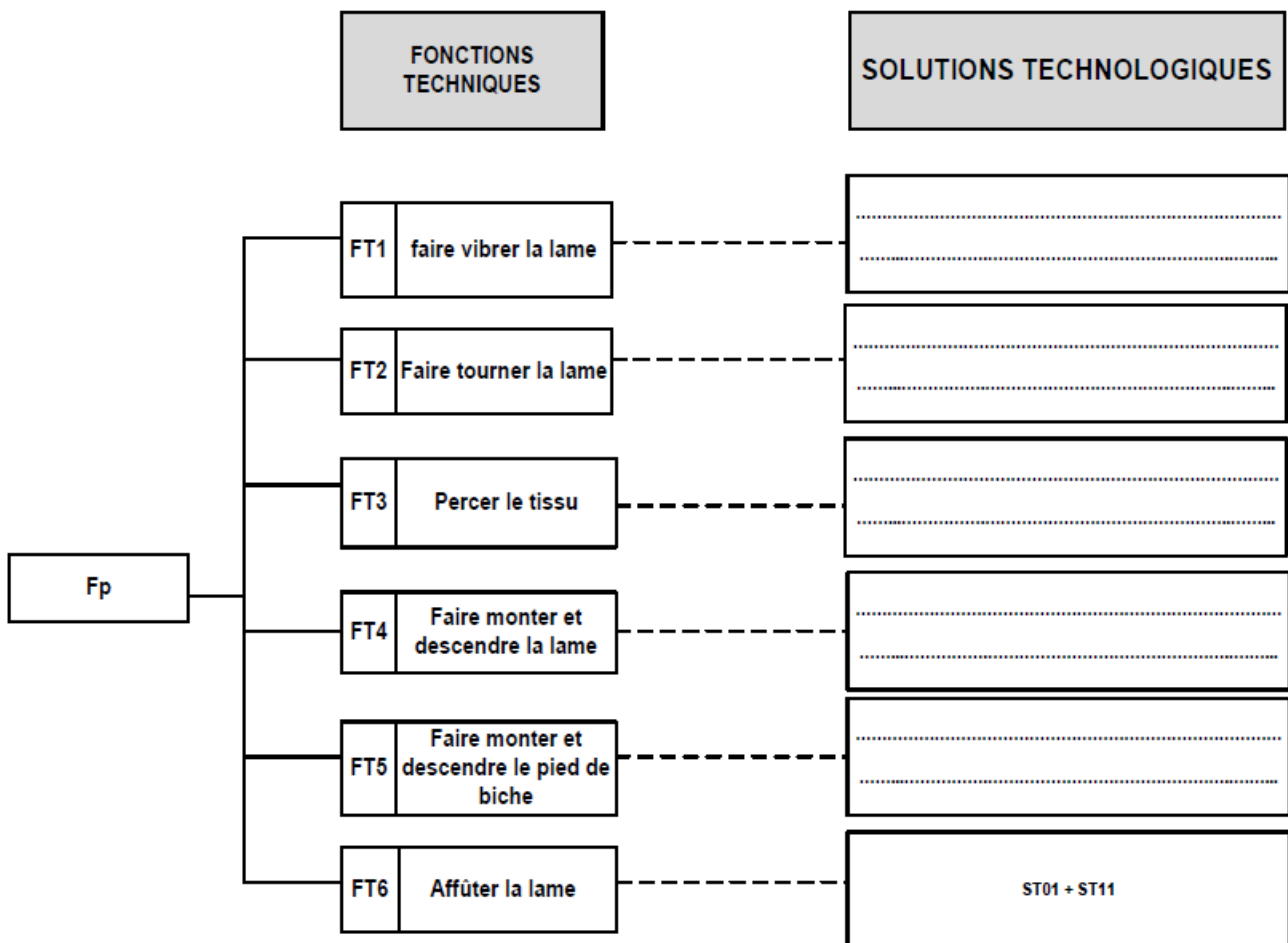 FONCTIONS
TECHNIQUES
SOLUTIONS TECHNOLOGIQUES
FT1 faire vibrer la lame
FT2 Faire tourner la lame
FT3 Percer le tissu
Fp
FT4 Faire monter et
descendre la lame
FT5 Faire monter et
descendre le pied de
biche
FT6 Affûter la lame
ST01 + ST11